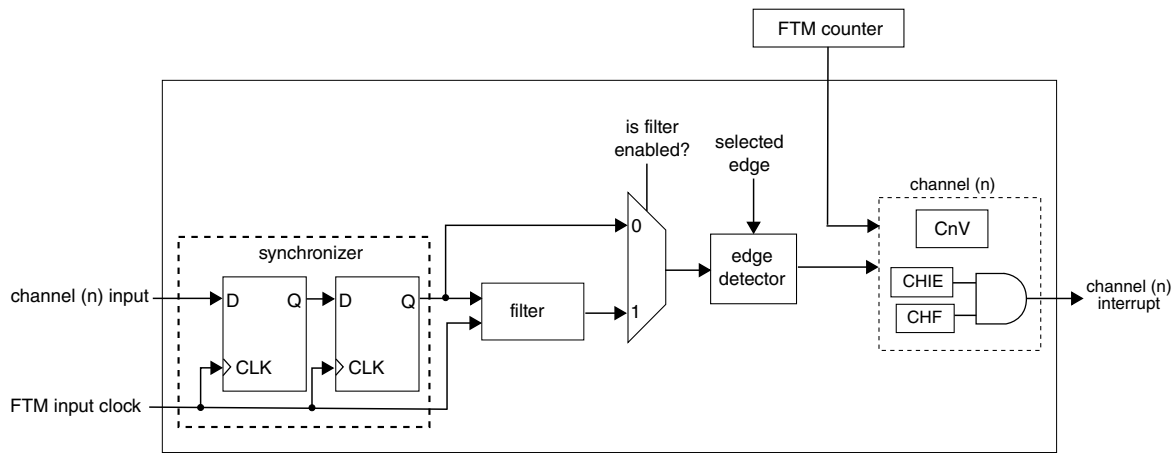 FTM counter
is filter
enabled?
selected
edge
channel (n)
CnV
0
synchronizer
edge
detector
channel (n) input
D
Q
D
Q
filter
1
CHIE
CHF
channel (n)
interrupt
CLK
CLK
FTM input clock